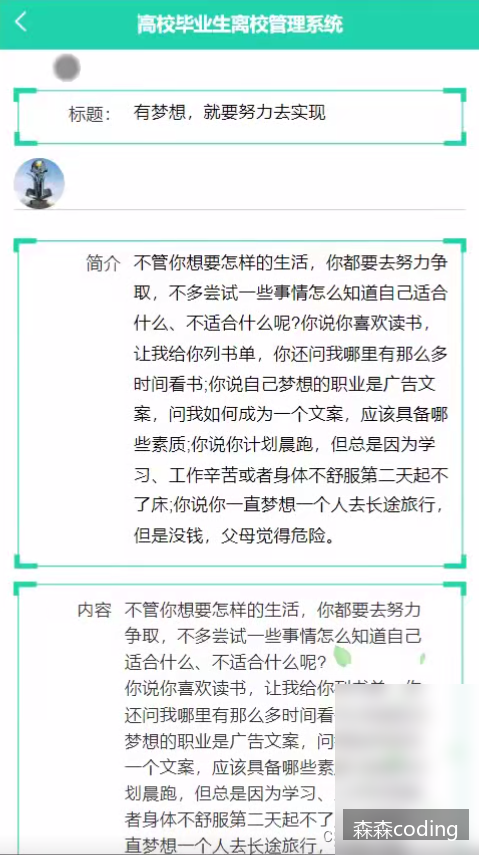 高校毕业生离校管理系统
标题：
有梦想，就要努力去实现
简介
不管你想要怎样的生活，你都要去努力争
取，不多尝试一些事情怎么知道自己适合
什么、不适合什么呢?你说你喜欢读书，
让我给你列书单，你还问我哪里有那么多
时间看书;你说自己梦想的职业是广告文
案，问我如何成为一个文案，应该具备哪
些素质;你说你计划晨跑，但总是因为学
习、工作辛苦或者身体不舒服第二天起不
了床;你说你一直梦想一个人去长途旅行，
但是没钱，父母觉得危险。
内容
不管你想要怎样的生活，你都要去努力
争取，不多尝试一些事情怎么知道自己
适合什么、不适合什么呢?
你说你喜欢读书，让我给你列书单，你
还问我哪里有那么多时间看
梦想的职业是广告文案，问
一个文案，应该具备哪些素
划晨跑，但总是因为学习、
者身体不舒服第二天起不了
直梦想一个人去长途旅行，
森森coding